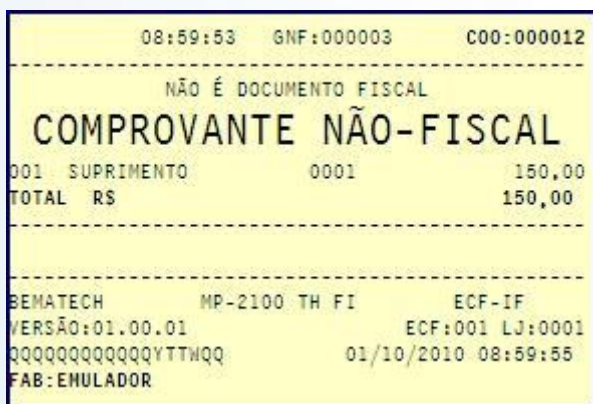 08:59:53 GNF:000003 COO:000012
NÃO É DOCUMENTO FISCAL
COMPROVANTE NÃO-FISCAL
001 SUPRIMENTO 0001 150,00
TOTAL R$ 150,00
BEMATECH MP-2100 TH FI ECF-IF
VERSÃO:01.00.01 ECF:001 LJ:0001
QQQQQQQQQQQQYTTWQQ 01/10/2010 08:59:55
FAB:EMULADOR